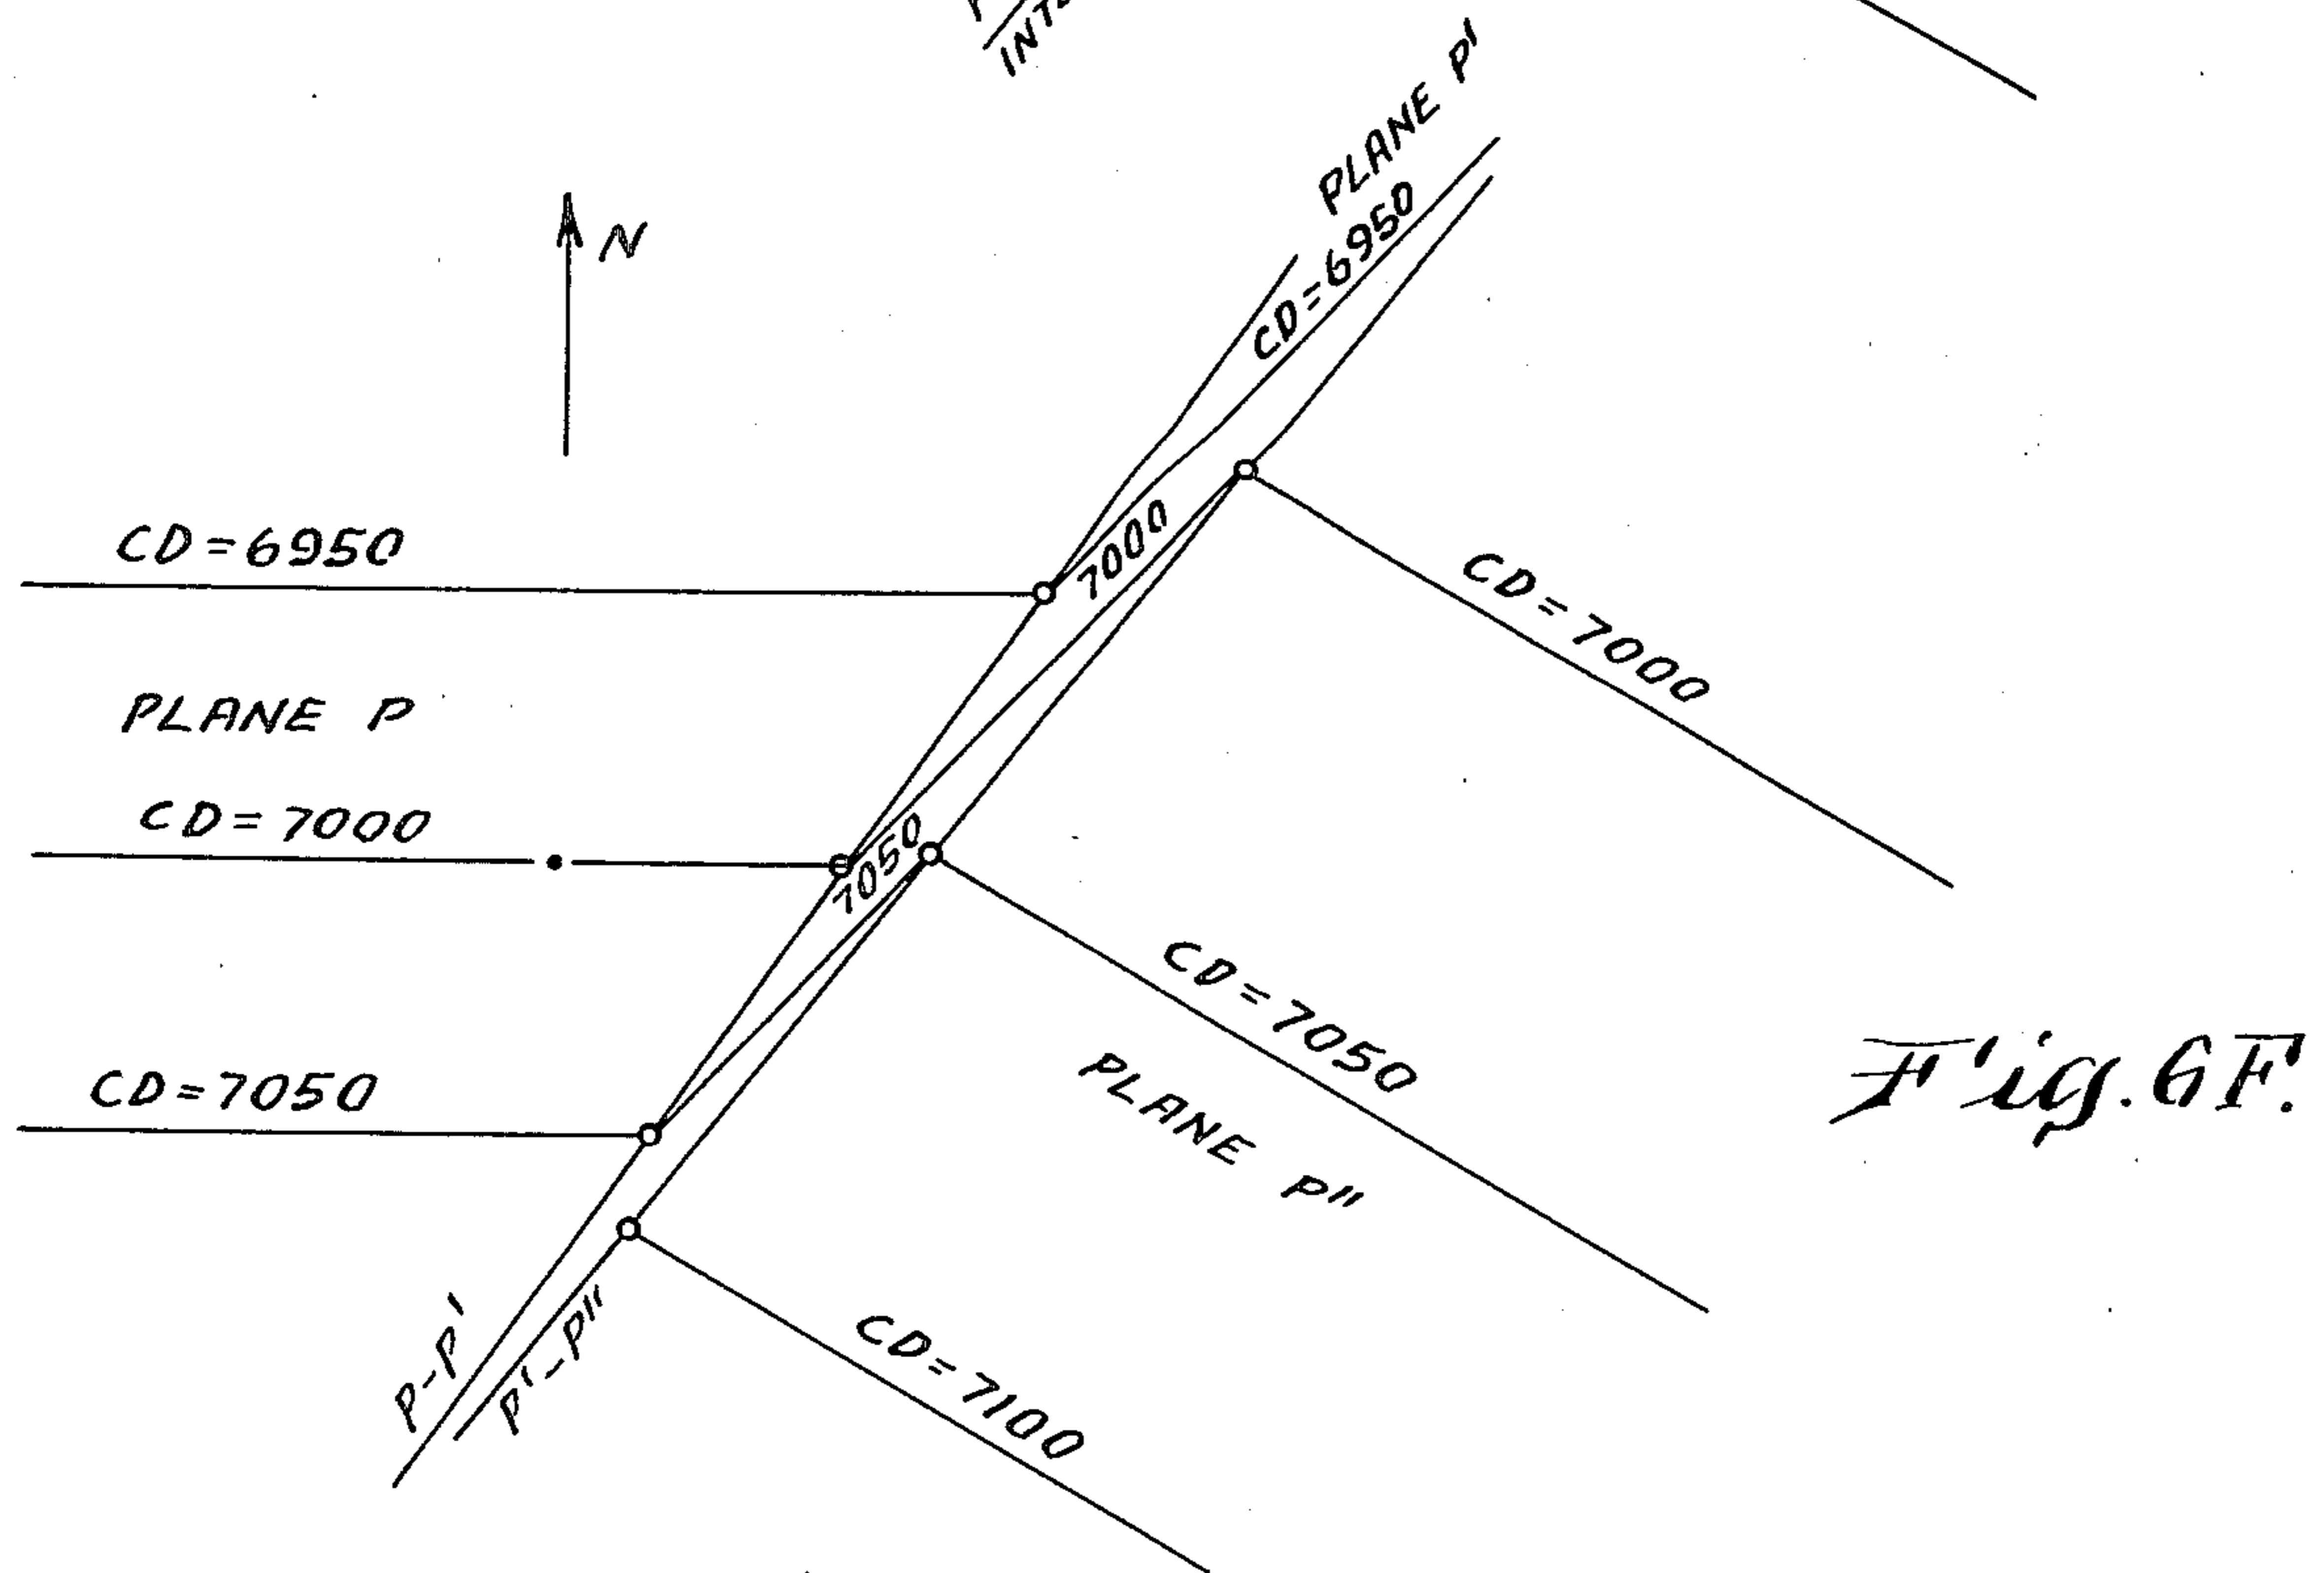 PLANE P'
CD=6950
N
CD=6950
7000
CD=7000
PLANE P
CD=7000
7050
CD=7050
CD=7050
PLANE P"
Fig. 6F.
P-P'
P'-P"
CD=7100